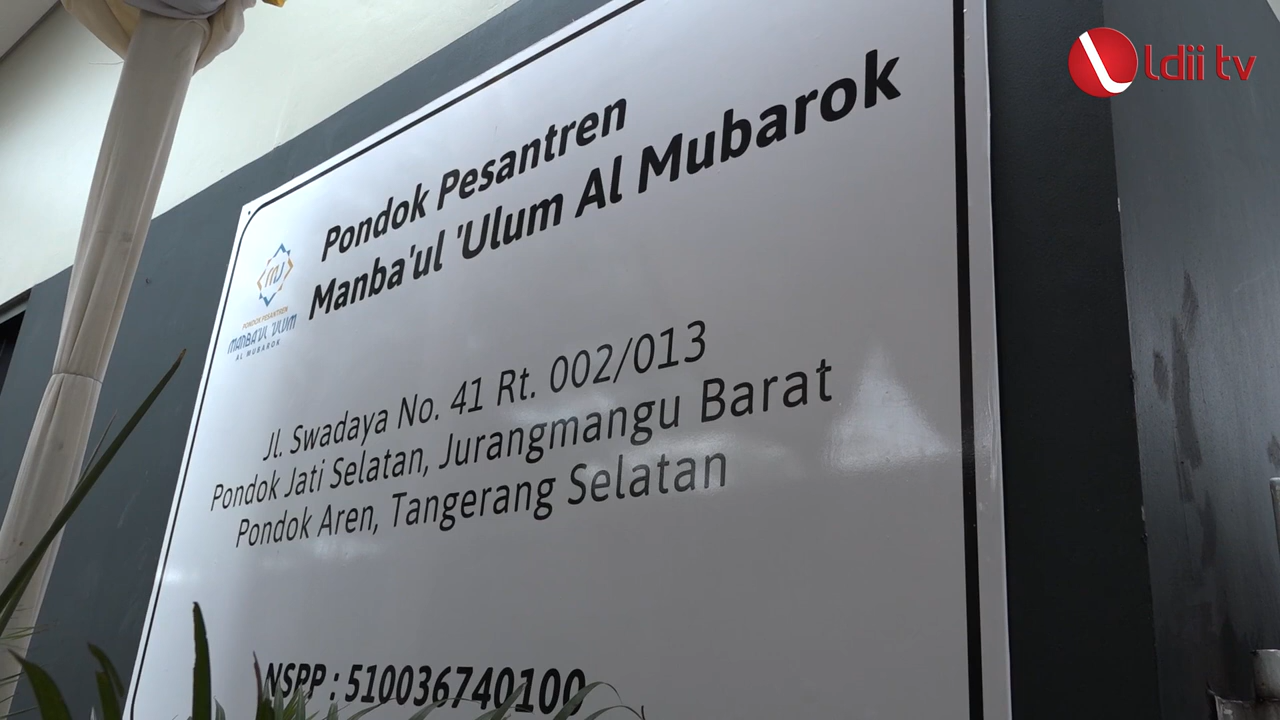 ldii tv
Pondok Pesantren
Manba'ul 'Ulum Al Mubarok
MU
PONDOK PESANTREN
MANBA'UL 'ULUM
AL MUBAROK
Jl. Swadaya No. 41 Rt. 002/013
Pondok Jati Selatan, Jurangmangu Barat
Pondok Aren, Tangerang Selatan
NSPP : 510036740100